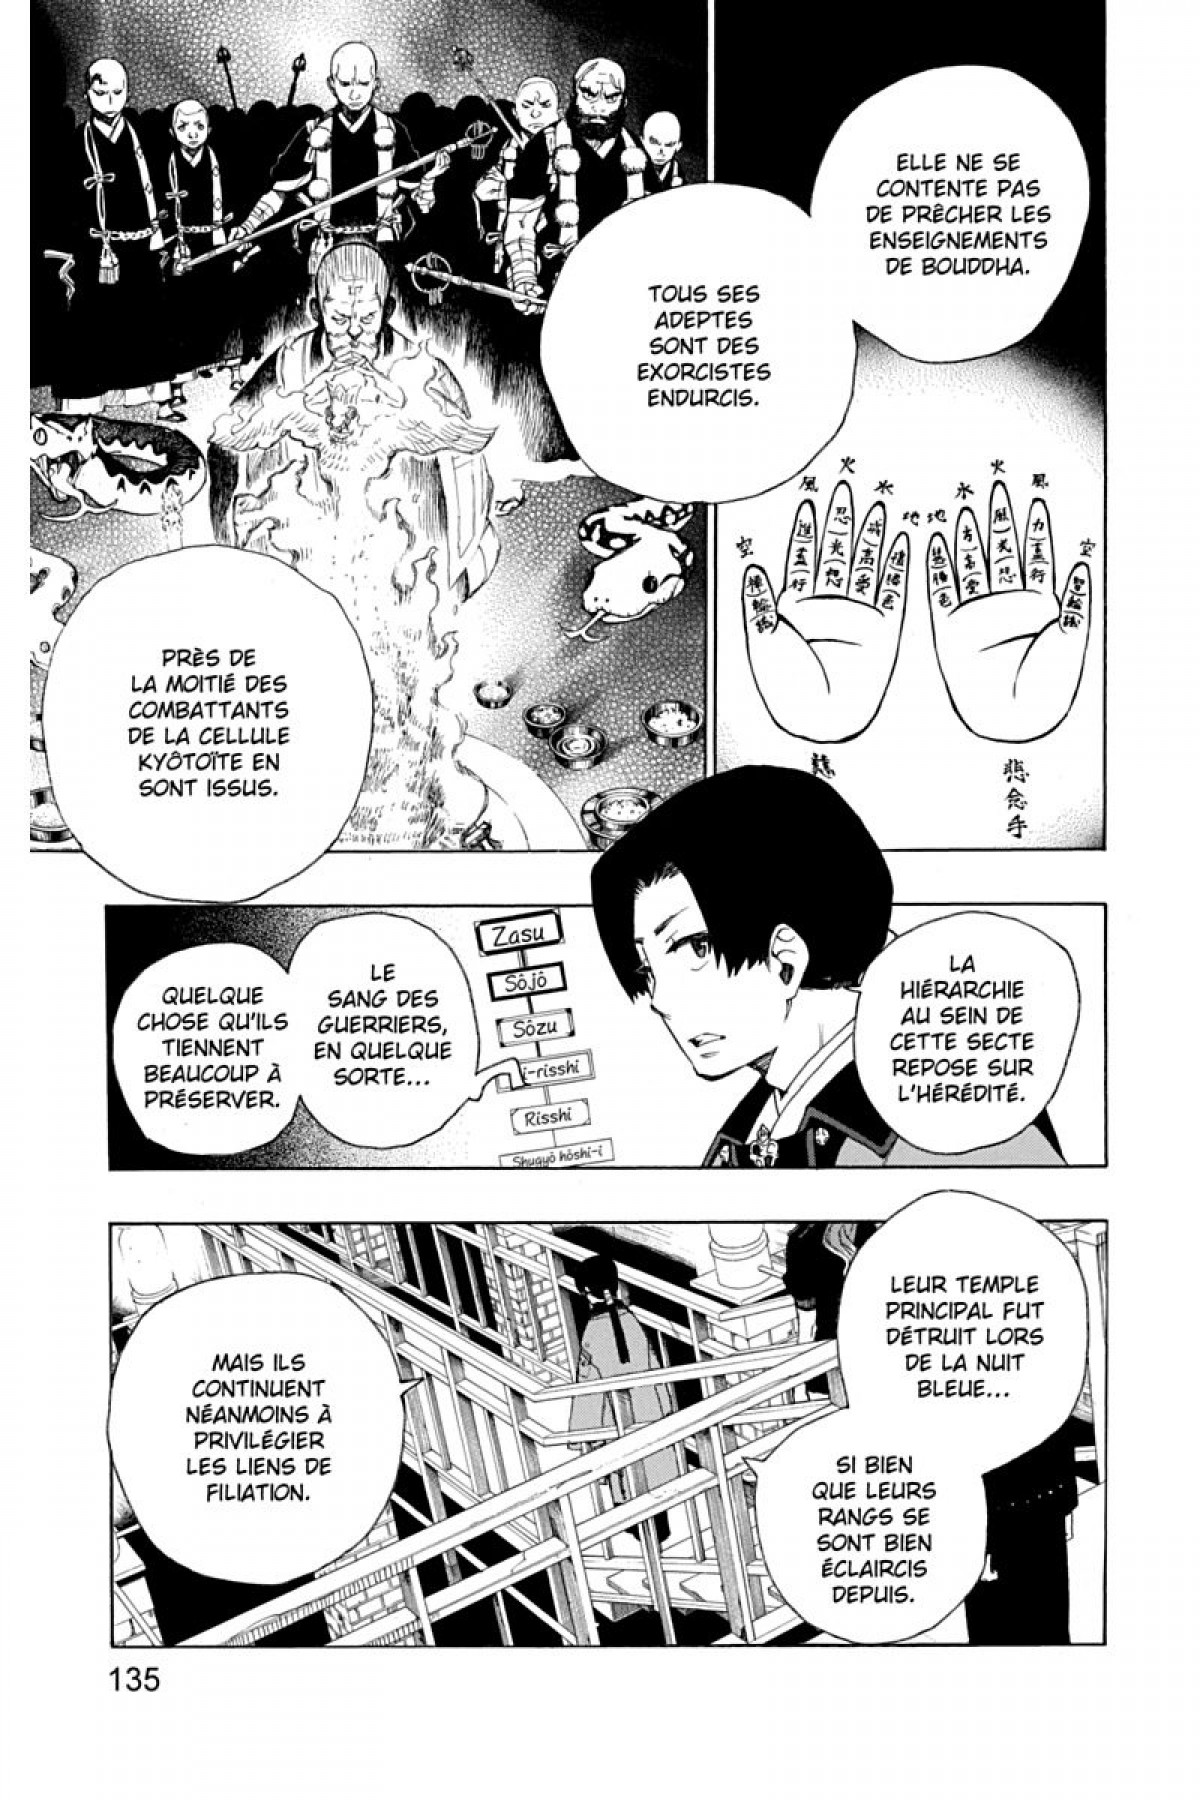 ELLE NE SE
CONTENTE PAS
DE PRÊCHER LES
ENSEIGNEMENTS
DE BOUDDHA.
TOUS SES
ADEPTES
SONT DES
EXORCISTES
ENDURCIS.
風
火
水
地
地
水
火
風
空
空
悲念手
PRÈS DE
LA MOITIÉ DES
COMBATTANTS
DE LA CELLULE
KYÔTOÏTE EN
SONT ISSUS.
LA
HIÉRARCHIE
AU SEIN DE
CETTE SECTE
REPOSE SUR
L'HÉRÉDITÉ.
Zasu
Sôjô
Sôzu
i-risshi
Risshi
Shugyô hôshi-i
LE
SANG DES
GUERRIERS,
EN QUELQUE
SORTE...
QUELQUE
CHOSE QU'ILS
TIENNENT
BEAUCOUP À
PRÉSERVER.
LEUR TEMPLE
PRINCIPAL FUT
DÉTRUIT LORS
DE LA NUIT
BLEUE...
SI BIEN
QUE LEURS
RANGS SE
SONT BIEN
ÉCLAIRCIS
DEPUIS.
MAIS ILS
CONTINUENT
NÉANMOINS À
PRIVILÉGIER
LES LIENS DE
FILIATION.
135